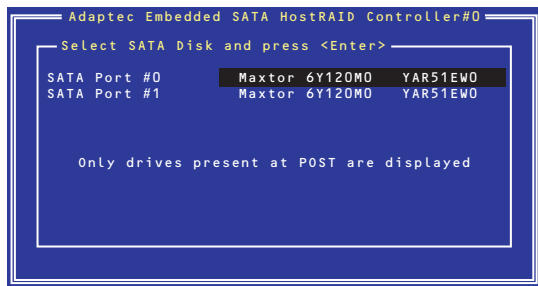 Adaptec Embedded SATA HostRAID Controller#0
Select SATA Disk and press <Enter>
SATA Port #0 Maxtor 6Y120M0 YAR51EW0
SATA Port #1 Maxtor 6Y120M0 YAR51EW0
Only drives present at POST are displayed